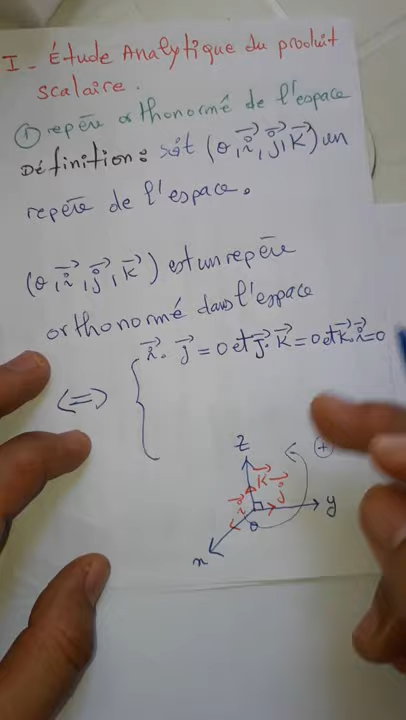 I - Étude Analytique du produit
scalaire.
① repère orthonormé de l'espace
Définition : soit (o, i⃗, j⃗, k⃗) un
repère de l'espace.
(o, i⃗, j⃗, k⃗) est un repère
orthonormé dans l'espace
⟺ { i⃗ . j⃗ = 0 et j⃗ . k⃗ = 0 et k⃗ . i⃗ = 0
z
+
k⃗
i⃗ j⃗
o y
x